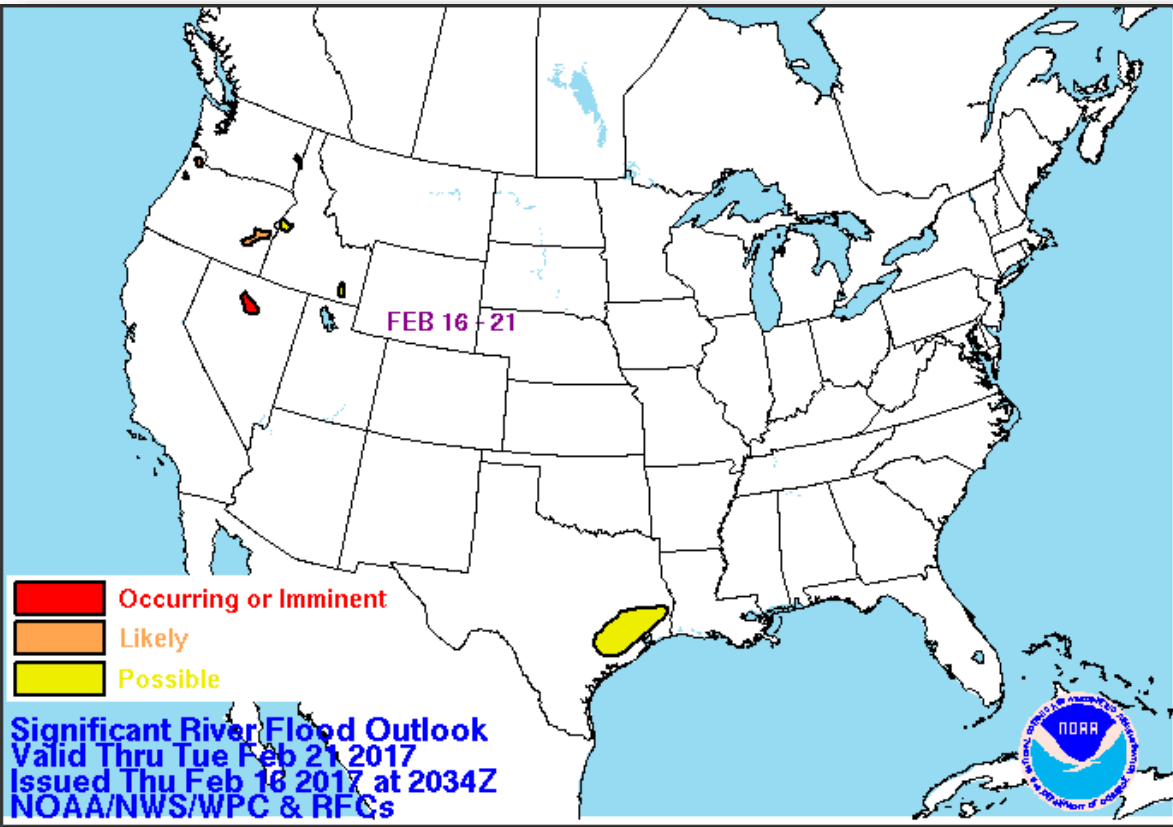 FEB 16 - 21
Occurring or Imminent
Likely
Possible
Significant River Flood Outlook
Valid Thru Tue Feb 21 2017
Issued Thu Feb 16 2017 at 2034Z
NOAA/NWS/WPC & RFCs
NOAA